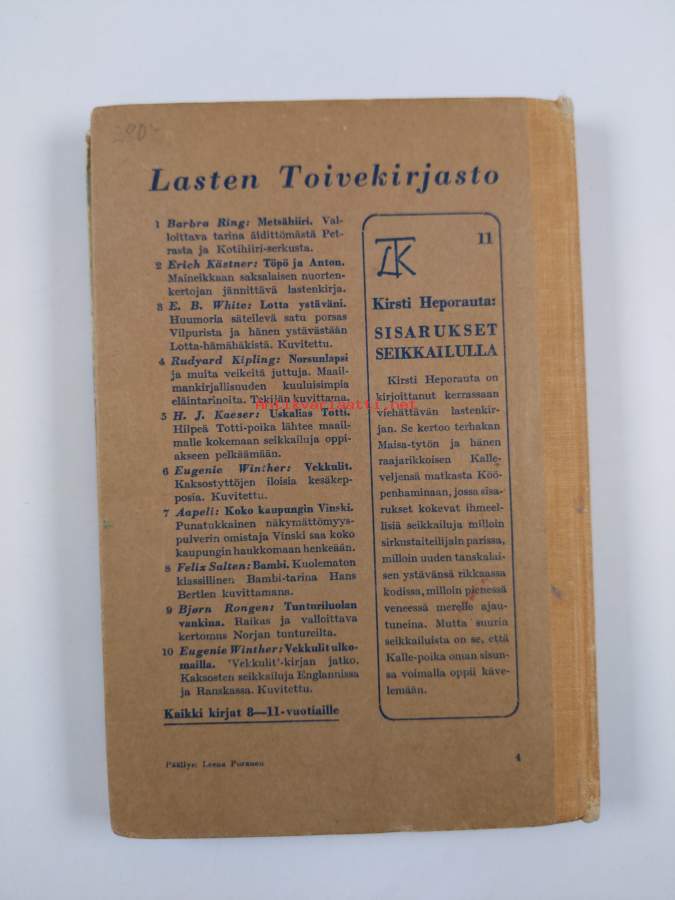 Lasten Toivekirjasto
1 Barbra Ring: Metsähiiri. Val-
loittava tarina äidittömästä Pet-
rasta ja Kotihiiri-serkusta.
2 Erich Kästner: Töpö ja Anton.
Maineikkaan saksalaisen nuorten-
kertojan jännittävä lastenkirja.
3 E. B. White: Lotta ystäväni.
Huumoria säteilevä satu porsas
Vilpurista ja hänen ystävästään
Lotta-hämähäkistä. Kuvitettu.
4 Rudyard Kipling: Norsunlapsi
ja muita veikeitä juttuja. Maail-
mankirjallisuuden kuuluisimpia
eläintarinoita. Tekijän kuvittama.
5 H. J. Kaeser: Uskalias Totti.
Hilpeä Totti-poika lähtee maail-
malle kokemaan seikkailuja oppi-
akseen pelkäämään.
6 Eugenie Winther: Vekkulit.
Kaksostyttöjen iloisia kesäkep-
posia. Kuvitettu.
7 Aapeli: Koko kaupungin Vinski.
Punatukkainen näkymättömyys-
pulverin omistaja Vinski saa koko
kaupungin haukkomaan henkeään.
8 Felix Salten: Bambi. Kuolematon
klassillinen Bambi-tarina Hans
Bertlen kuvittamana.
9 Bjørn Rongen: Tunturiluolan
vankina. Raikas ja valloittava
kertomus Norjan tuntureilta.
10 Eugenie Winther: Vekkulit ulko-
mailla. 'Vekkulit'-kirjan jatko.
Kaksosten seikkailuja Englannissa
ja Ranskassa. Kuvitettu.
Kaikki kirjat 8—11-vuotiaille
LTK
11
Kirsti Heporauta:
SISARUKSET
SEIKKAILULLA
Kirsti Heporauta on
kirjoittanut kerrassaan
viehättävän lastenkir-
jan. Se kertoo terhakan
Maisa-tytön ja hänen
raajarikkoisen Kalle-
veljensä matkasta Köö-
penhaminaan, jossa sisa-
rukset kokevat ihmeel-
lisiä seikkailuja milloin
sirkustaiteilijain parissa,
milloin uuden tanskalai-
sen ystävänsä rikkaassa
kodissa, milloin pienessä
veneessä merelle ajau-
tuneina. Mutta suurin
seikkailuista on se, että
Kalle-poika oman sisun-
sa voimalla oppii käve-
lemään.
Päällys: Leena Puranen
4
Antikvariaatti.net